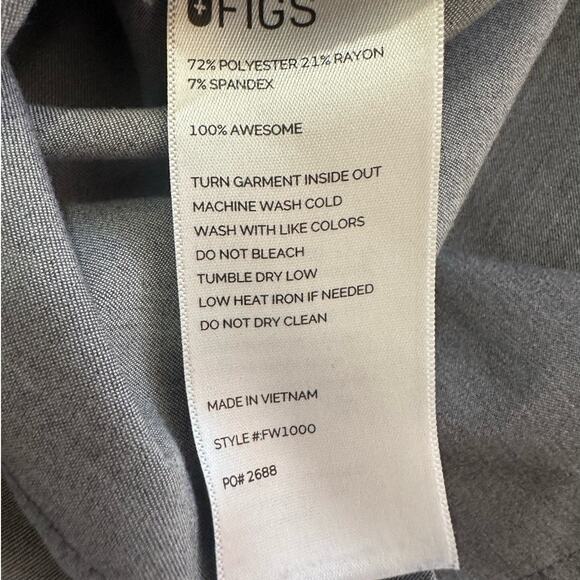 FIGS
72% POLYESTER 21% RAYON
7% SPANDEX
100% AWESOME
TURN GARMENT INSIDE OUT
MACHINE WASH COLD
WASH WITH LIKE COLORS
DO NOT BLEACH
TUMBLE DRY LOW
LOW HEAT IRON IF NEEDED
DO NOT DRY CLEAN
MADE IN VIETNAM
STYLE #:FW1000
PO# 2688